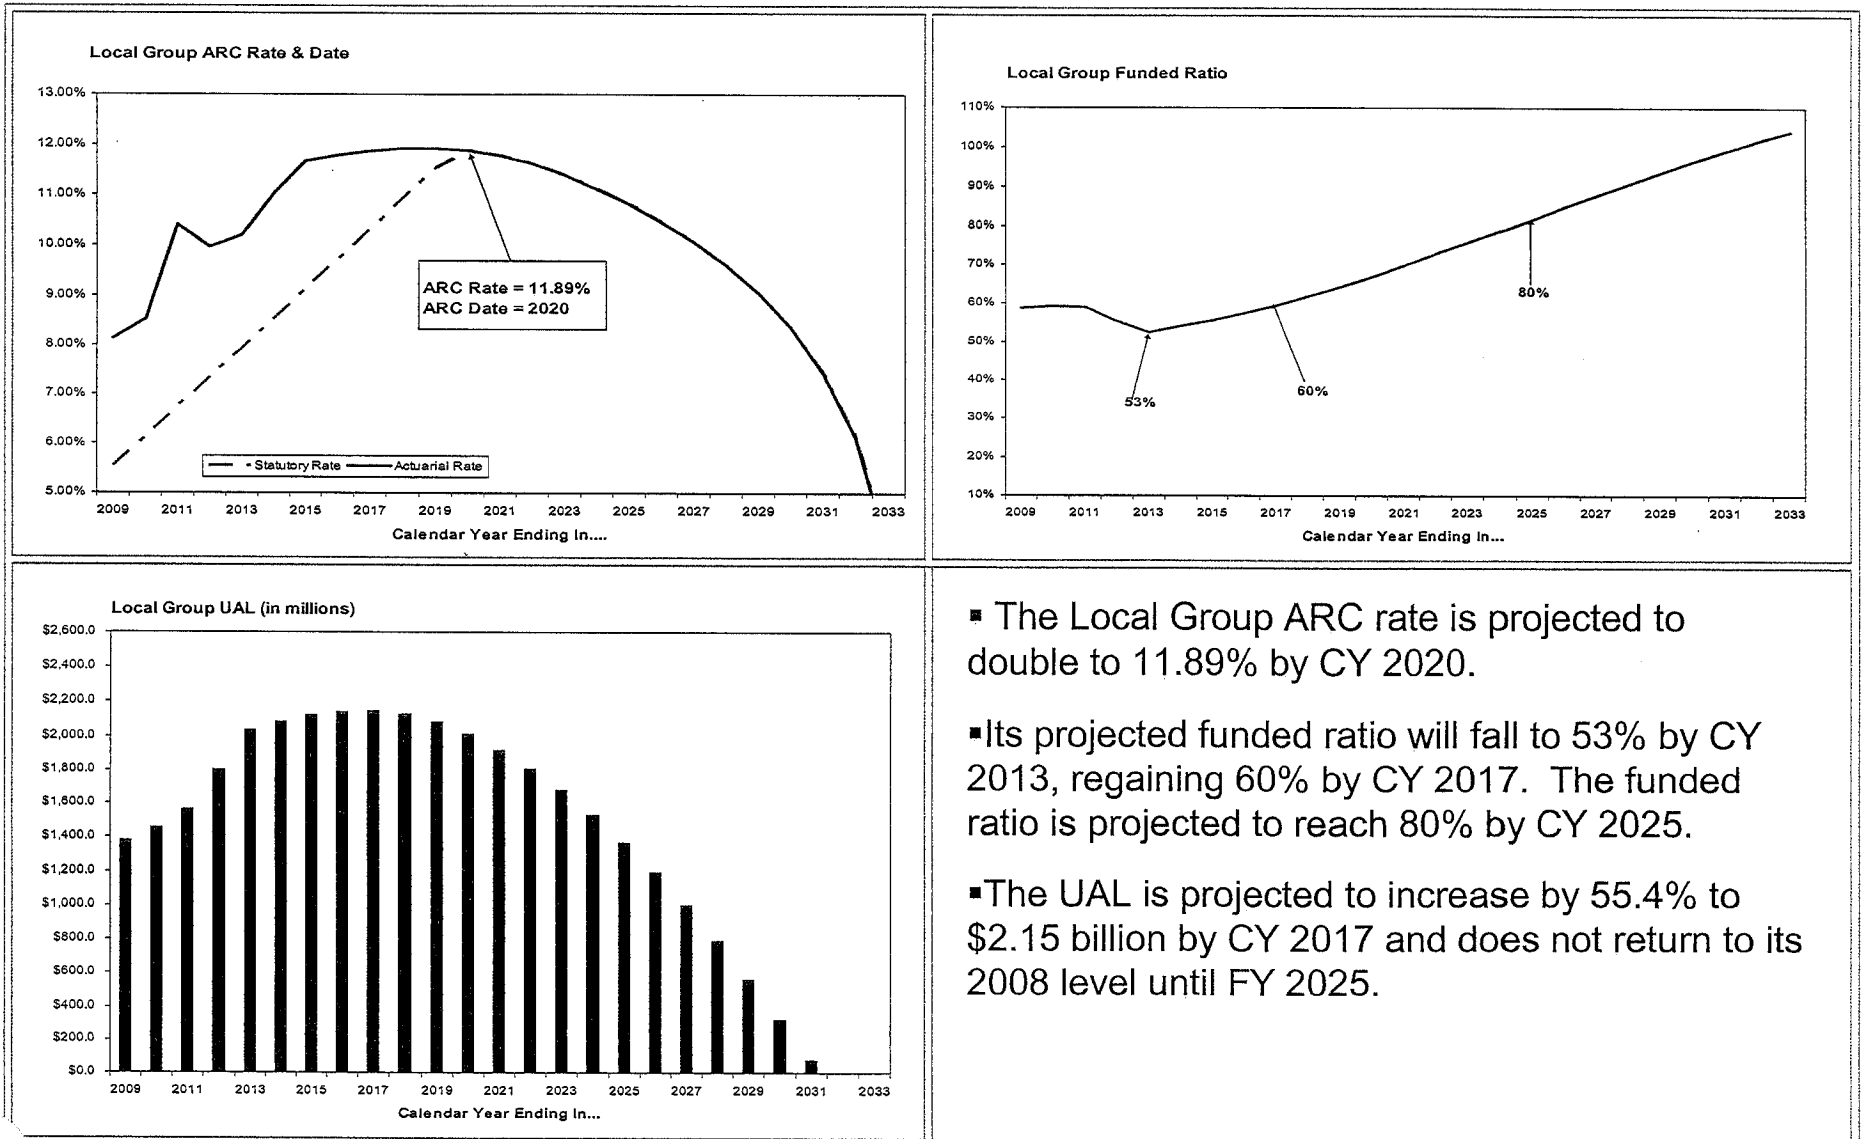 Local Group ARC Rate & Date
13.00%
12.00%
11.00%
10.00%
9.00%
8.00%
7.00%
6.00%
5.00%
ARC Rate = 11.89%
ARC Date = 2020
Statutory Rate Actuarial Rate
2009 2011 2013 2015 2017 2019 2021 2023 2025 2027 2029 2031 2033
Calendar Year Ending In....
Local Group Funded Ratio
110%
100%
90%
80%
70%
60%
50%
40%
30%
20%
10%
53%
60%
80%
2009 2011 2013 2015 2017 2019 2021 2023 2025 2027 2029 2031 2033
Calendar Year Ending In...
Local Group UAL (in millions)
$2,600.0
$2,400.0
$2,200.0
$2,000.0
$1,800.0
$1,600.0
$1,400.0
$1,200.0
$1,000.0
$800.0
$600.0
$400.0
$200.0
$0.0
2009 2011 2013 2015 2017 2019 2021 2023 2025 2027 2029 2031 2033
Calendar Year Ending In...
▪ The Local Group ARC rate is projected to
double to 11.89% by CY 2020.
▪Its projected funded ratio will fall to 53% by CY
2013, regaining 60% by CY 2017. The funded
ratio is projected to reach 80% by CY 2025.
▪The UAL is projected to increase by 55.4% to
$2.15 billion by CY 2017 and does not return to its
2008 level until FY 2025.